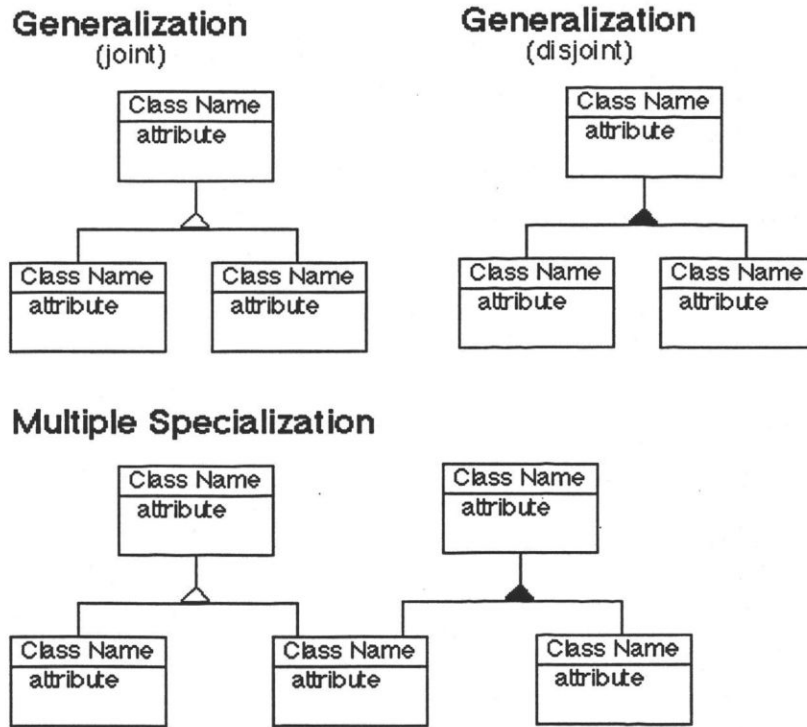 Generalization
(joint)
Class Name
attribute
Class Name
attribute
Class Name
attribute
Generalization
(disjoint)
Class Name
attribute
Class Name
attribute
Class Name
attribute
Multiple Specialization
Class Name
attribute
Class Name
attribute
Class Name
attribute
Class Name
attribute
Class Name
attribute